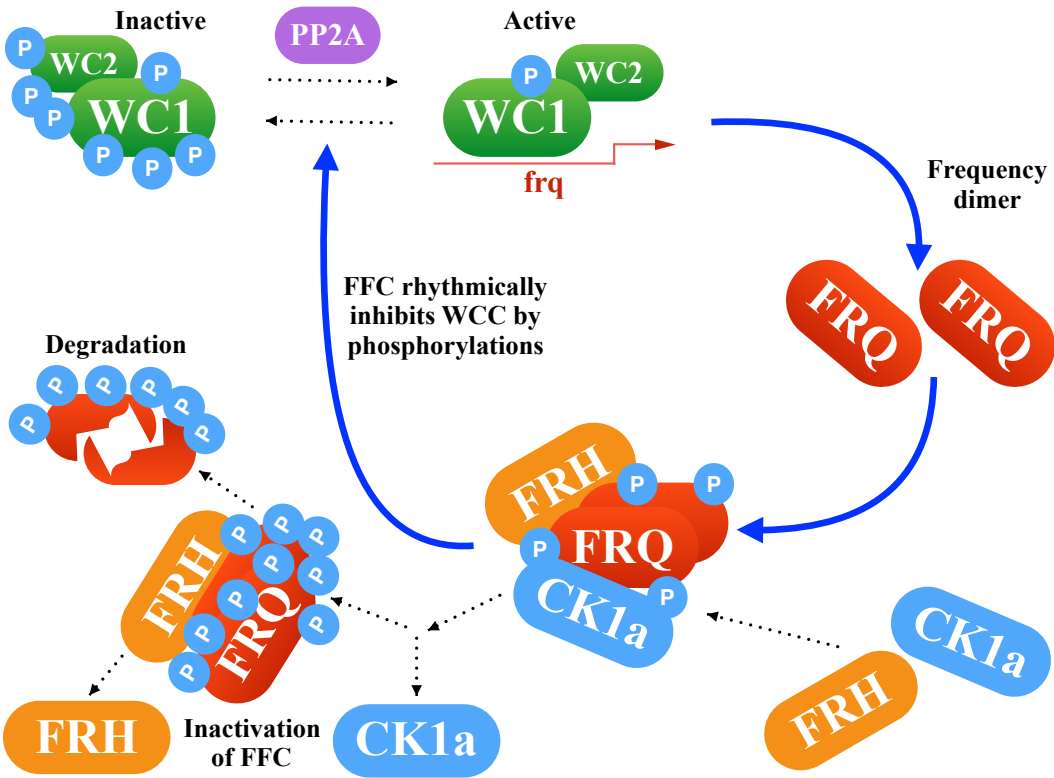 Inactive
PP2A
Active
P
WC2
P
P
P
WC1
P
P
P
P
WC2
WC1
frq
Frequency
dimer
FRQ
FRQ
FFC rhythmically
inhibits WCC by
phosphorylations
Degradation
P
P
P
P
P
P
FRH
P
P
P
FRQ
CK1a
P
FRH
P
P
P
P
P
P
P
P
P
P
FRQ
CK1a
FRH
FRH
Inactivation
of FFC
CK1a